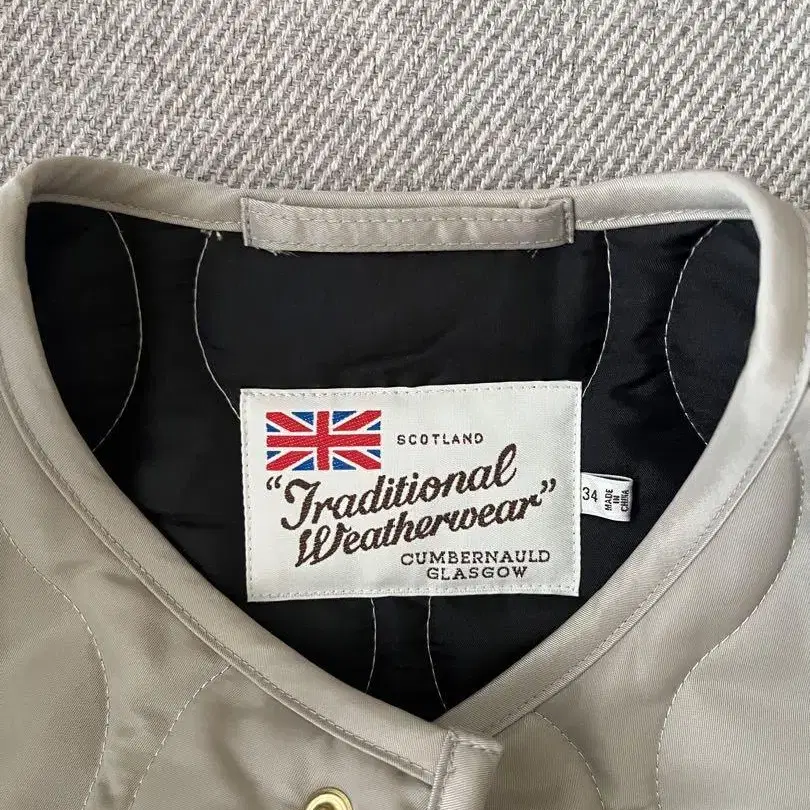 SCOTLAND
"Traditional
Weatherwear"
CUMBERNAULD
GLASGOW
34
MADE
IN
CHINA